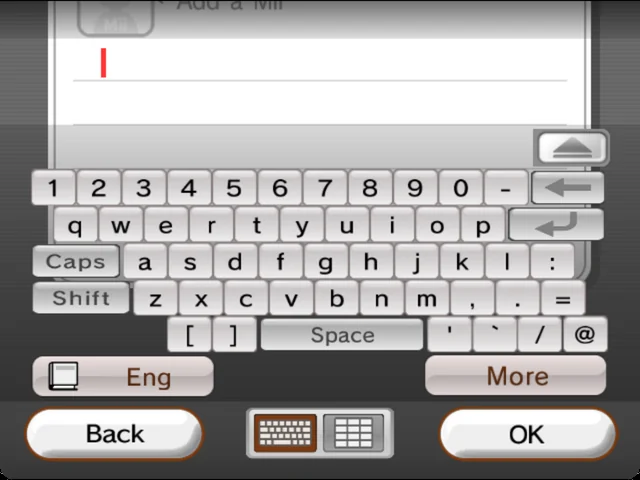 Add a Mii
1 2 3 4 5 6 7 8 9 0 -
q w e r t y u i o p
Caps a s d f g h j k l :
Shift z x c v b n m , . =
[ ] Space ' ` / @
Eng More
Back OK